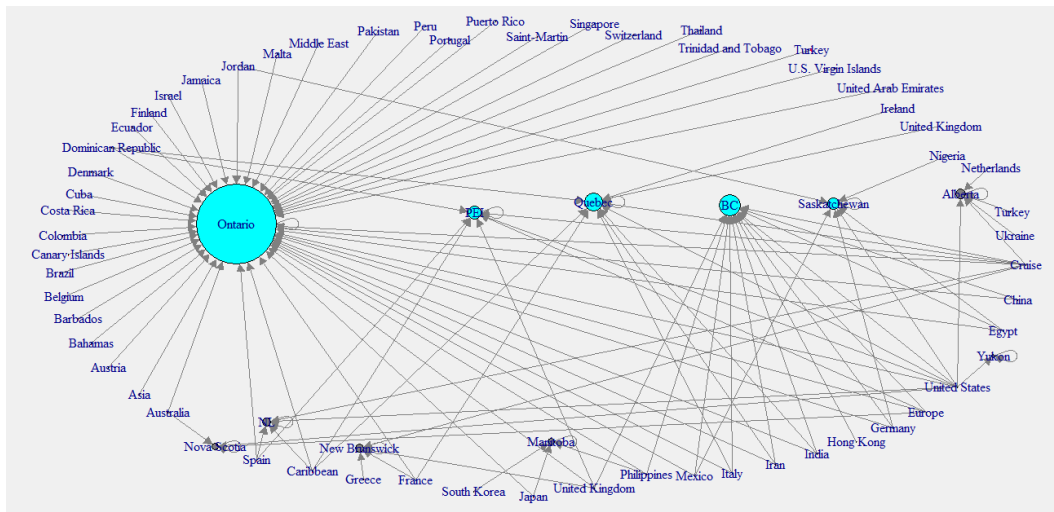 Puerto Rico
Singapore
Peru
Thailand
Pakistan
Portugal
Saint-Martin
Switzerland
Middle East
Trinidad and Tobago
Turkey
Malta
Jordan
U.S. Virgin Islands
Jamaica
United Arab Emirates
Israel
Ireland
Finland
Ecuador
United Kingdom
Dominican Republic
Nigeria
Denmark
Netherlands
Cuba
Alberta
Costa Rica
PEI
Quebec
BC
Saskatchewan
Turkey
Ontario
Colombia
Ukraine
Canary Islands
Cruise
Brazil
Belgium
China
Barbados
Egypt
Bahamas
Yukon
Austria
United States
Asia
Australia
Europe
NL
Germany
Nova Scotia
New Brunswick
Manitoba
Hong Kong
Spain
India
Iran
Caribbean
Greece
France
Philippines
Mexico
Italy
South Korea
Japan
United Kingdom